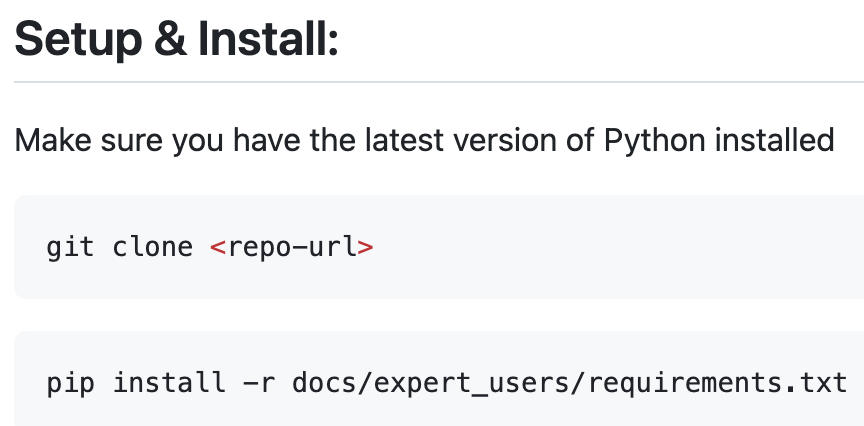 Setup & Install:
Make sure you have the latest version of Python installed
git clone <repo-url>
pip install -r docs/expert_users/requirements.txt